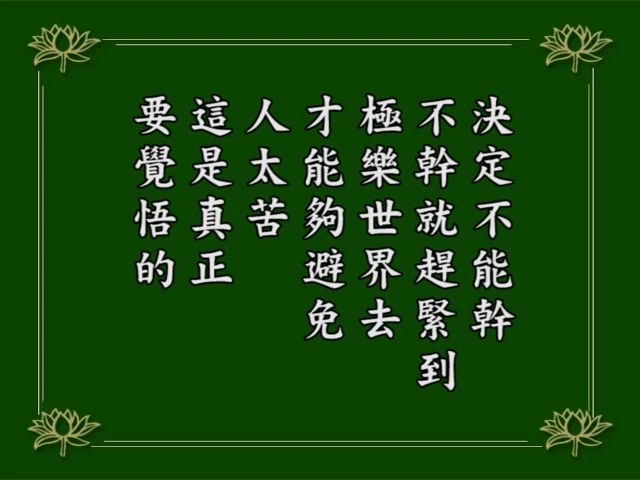 決定不能幹
不幹就趕緊到
極樂世界去
才能夠避免
人太苦
這是真正
要覺悟的